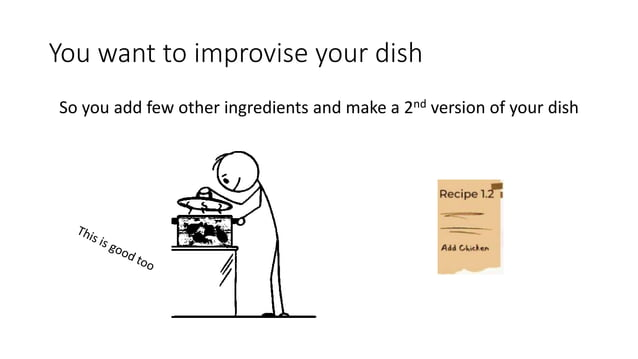 You want to improvise your dish
So you add few other ingredients and make a 2nd version of your dish
This is good too
Recipe 1.2
Add Chicken